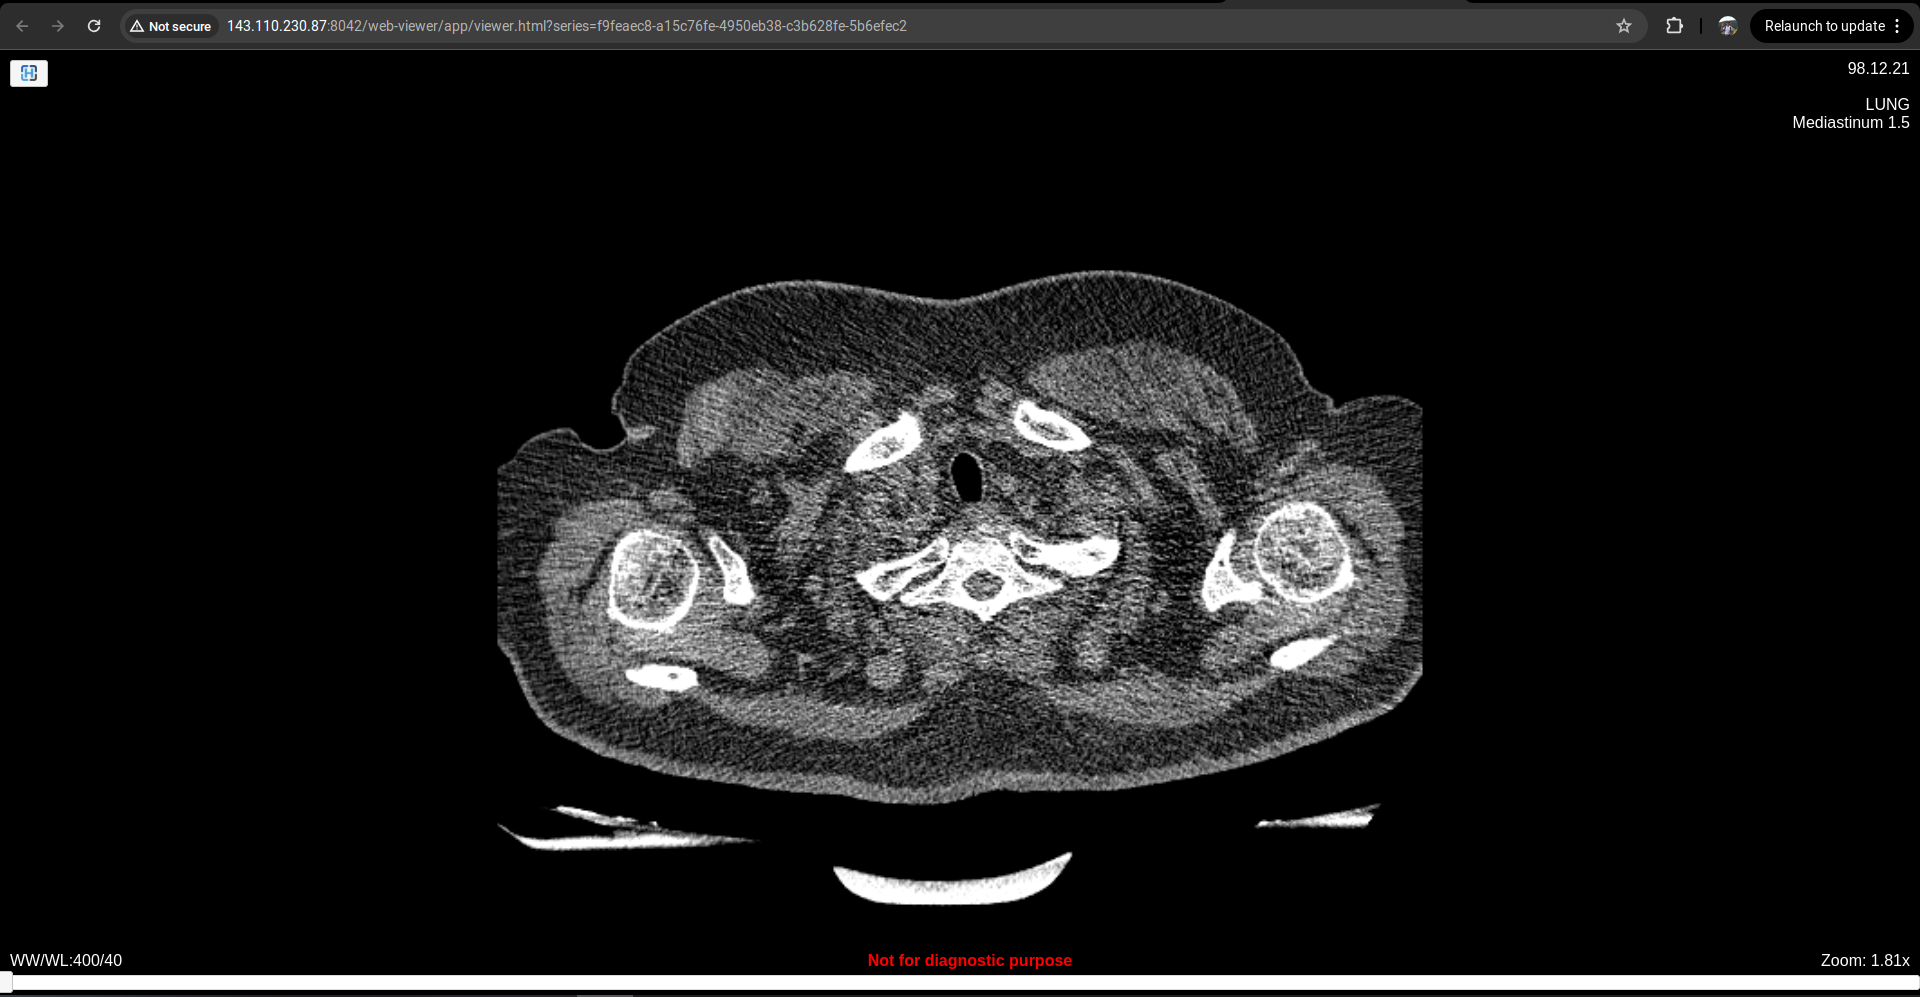 Not secure
143.110.230.87:8042/web-viewer/app/viewer.html?series=f9feaec8-a15c76fe-4950eb38-c3b628fe-5b6efec2
Relaunch to update
98.12.21
LUNG
Mediastinum 1.5
WW/WL:400/40
Not for diagnostic purpose
Zoom: 1.81x